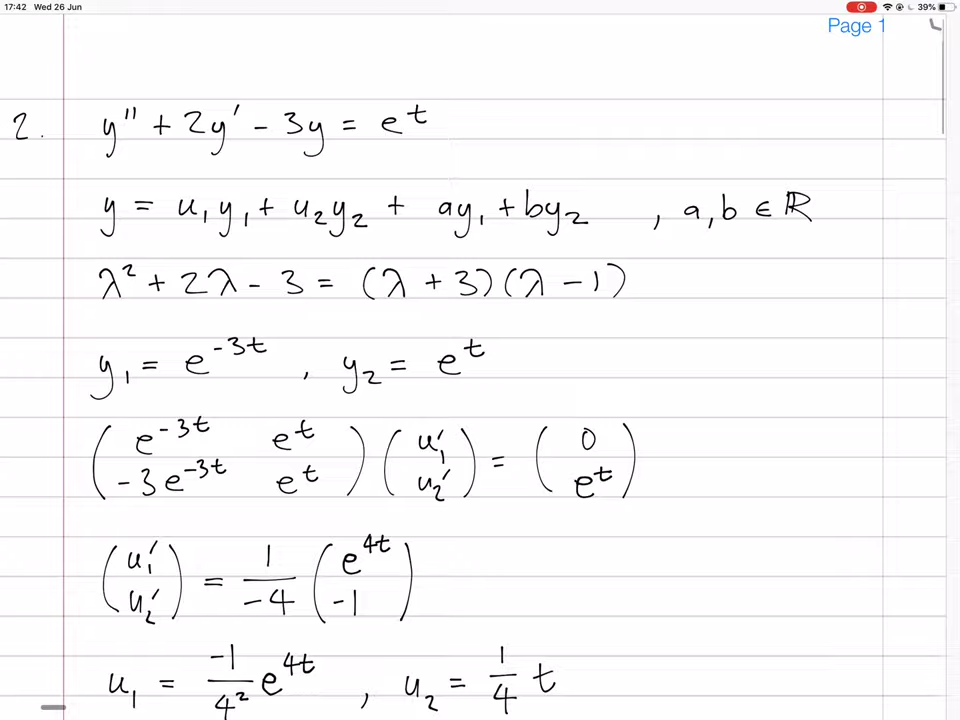 17:42 Wed 26 Jun 39%
Page 1
2. y'' + 2y' - 3y = e^t
y = u₁y₁ + u₂y₂ + ay₁ + by₂ , a, b ∈ ℝ
λ² + 2λ - 3 = (λ + 3)(λ - 1)
y₁ = e^-3t , y₂ = e^t
( e^-3t e^t ) ( u₁' ) = ( 0 )
( -3e^-3t e^t ) ( u₂' ) = ( e^t )
( u₁' ) = 1/-4 ( e^4t )
( u₂' ) ( -1 )
u₁ = -1/4² e^4t , u₂ = 1/4 t